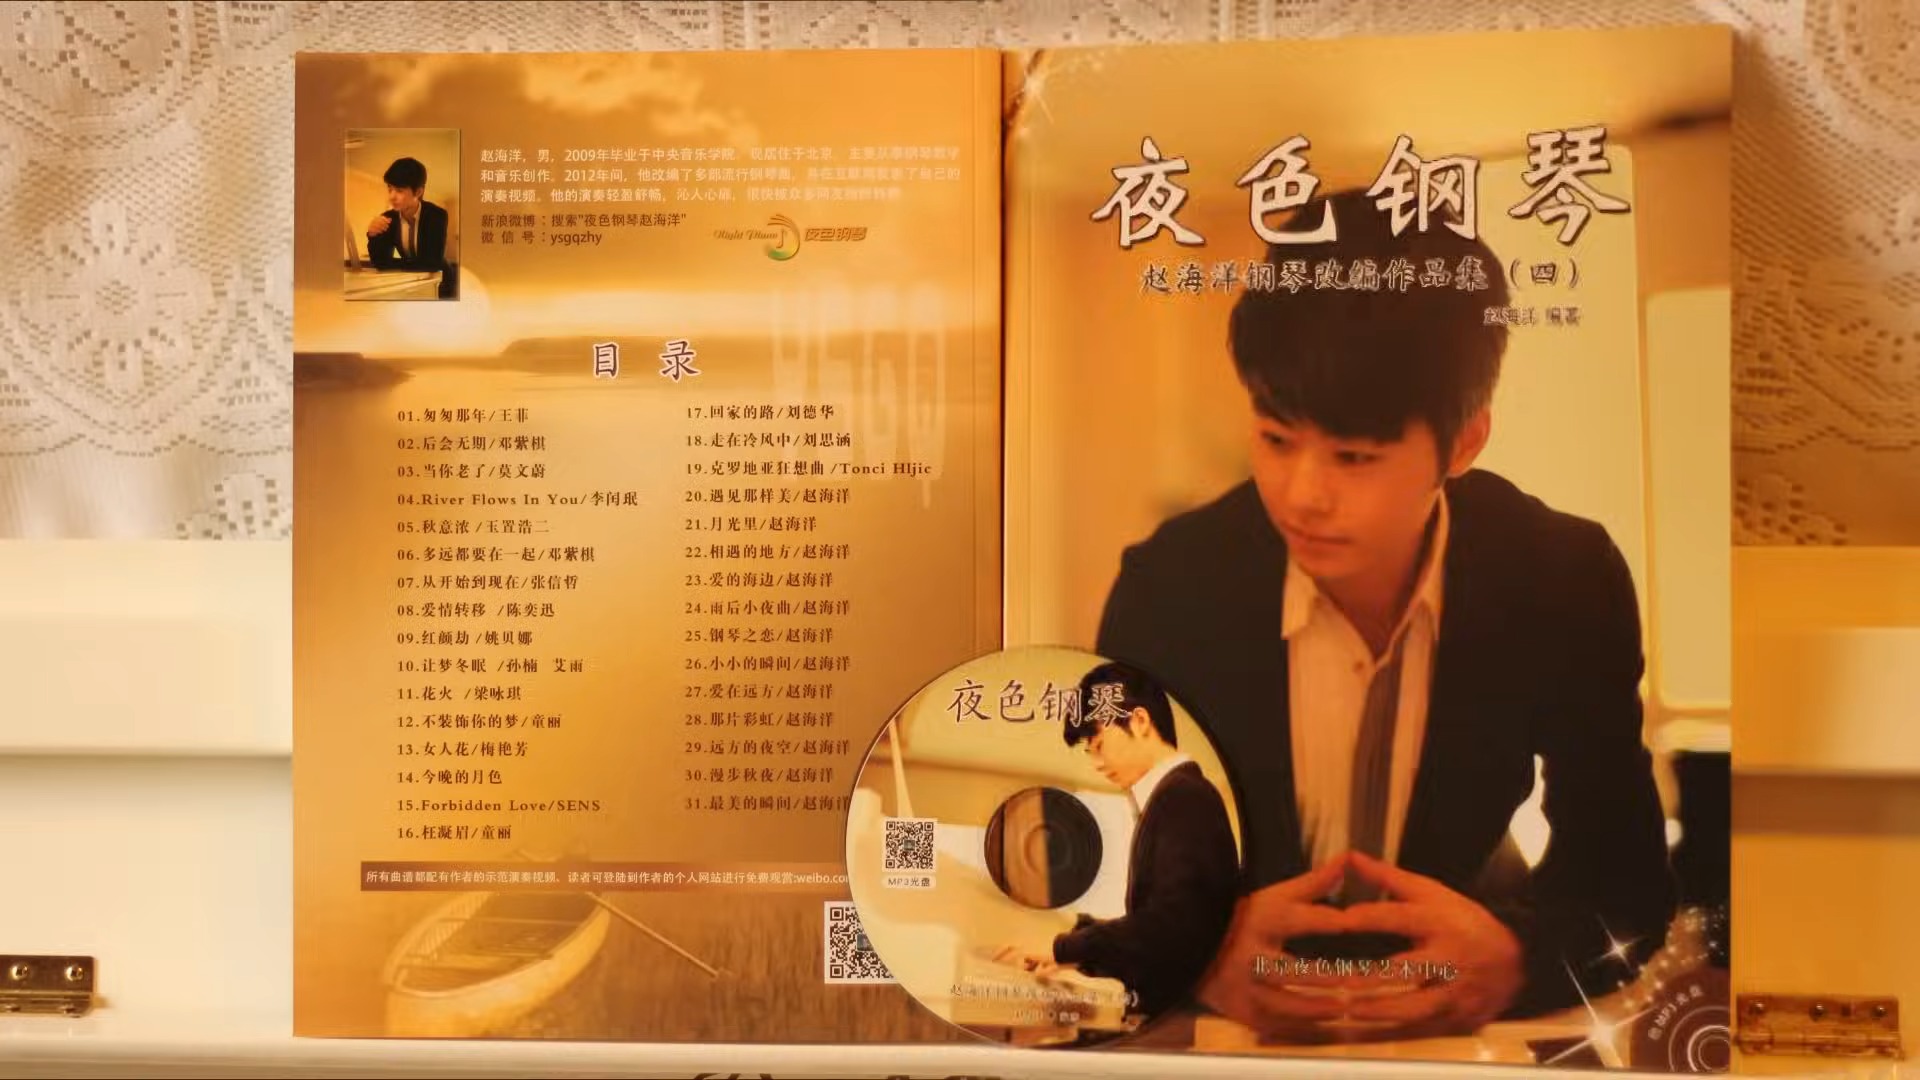 赵海洋，男，2009年毕业于中央音乐学院。现居住于北京，主要从事钢琴教学
和音乐创作。2012年间，他改编了多部流行钢琴曲，并在互联网发表了自己的
演奏视频。他的演奏轻盈舒畅，沁人心扉，很快被众多网友
新浪微博：搜索"夜色钢琴赵海洋"
微 信 号：ysgqzhy
Night Piano 夜色钢琴
YSGQ
目 录
01.匆匆那年/王菲
02.后会无期/邓紫棋
03.当你老了/莫文蔚
04.River Flows In You/李闰珉
05.秋意浓 /玉置浩二
06.多远都要在一起/邓紫棋
07.从开始到现在/张信哲
08.爱情转移 /陈奕迅
09.红颜劫/姚贝娜
10.让梦冬眠 /孙楠 艾雨
11.花火 /梁咏琪
12.不装饰你的梦/童丽
13.女人花/梅艳芳
14.今晚的月色
15.Forbidden Love/SENS
16.枉凝眉/童丽
17.回家的路/刘德华
18.走在冷风中/刘思涵
19.克罗地亚狂想曲 /Tonci Hljic
20.遇见那样美/赵海洋
21.月光里/赵海洋
22.相遇的地方/赵海洋
23.爱的海边/赵海洋
24.雨后小夜曲/赵海洋
25.钢琴之恋/赵海洋
26.小小的瞬间/赵海洋
27.爱在远方/赵海洋
28.那片彩虹/赵海洋
29.远方的夜空/赵海洋
30.漫步秋夜/赵海洋
31.最美的瞬间/赵海洋
所有曲谱都配有作者的示范演奏视频、读者可登陆到作者的个人网站进行免费观赏:weibo.com
夜色钢琴
赵海洋钢琴改编作品集（四）
赵海洋 编著
夜色钢琴
MP3光盘
北京夜色钢琴艺术中心
附MP3光盘